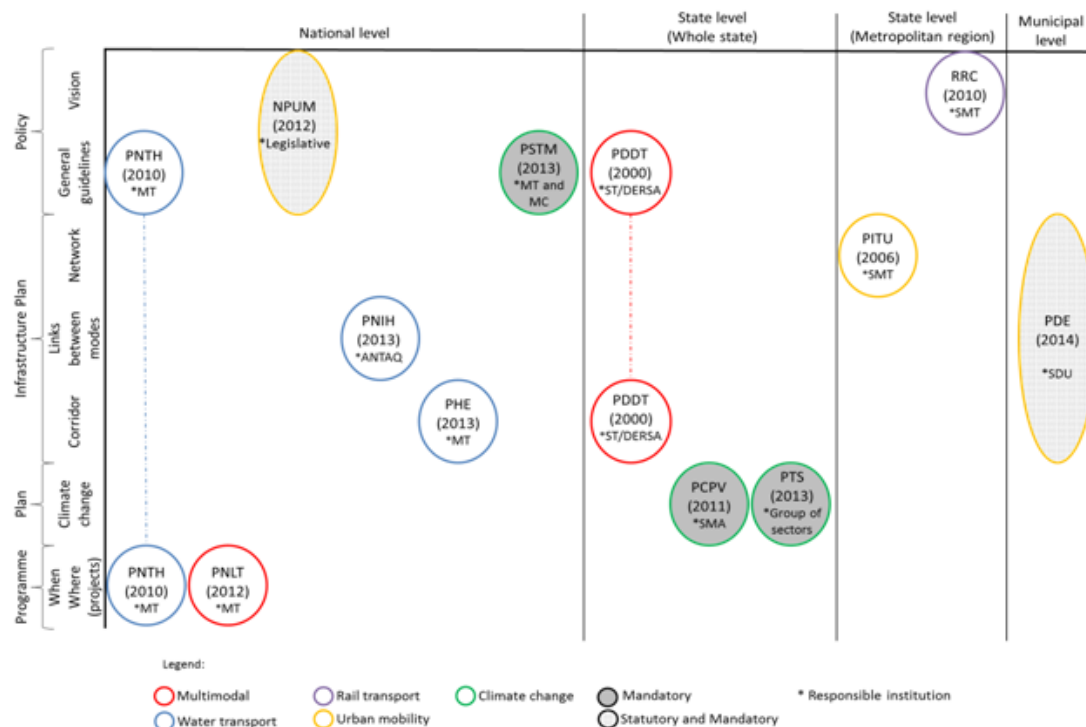 National level
State level
(Whole state)
State level
(Metropolitan region)
Municipal
level
Policy
Vision
General
guidelines
Infrastructure Plan
Network
Links
between
modes
Corridor
Plan
Climate
change
Programme
When
Where
(projects)
RRC
(2010)
*SMT
NPUM
(2012)
*Legislative
PNTH
(2010)
*MT
PSTM
(2013)
*MT and
MC
PDDT
(2000)
*ST/DERSA
PITU
(2006)
*SMT
PNIH
(2013)
*ANTAQ
PDE
(2014)
*SDU
PHE
(2013)
*MT
PDDT
(2000)
*ST/DERSA
PCPV
(2011)
*SMA
PTS
(2013)
*Group of
sectors
PNTH
(2010)
*MT
PNLT
(2012)
*MT
Legend:
Multimodal
Rail transport
Climate change
Mandatory
* Responsible institution
Water transport
Urban mobility
Statutory and Mandatory